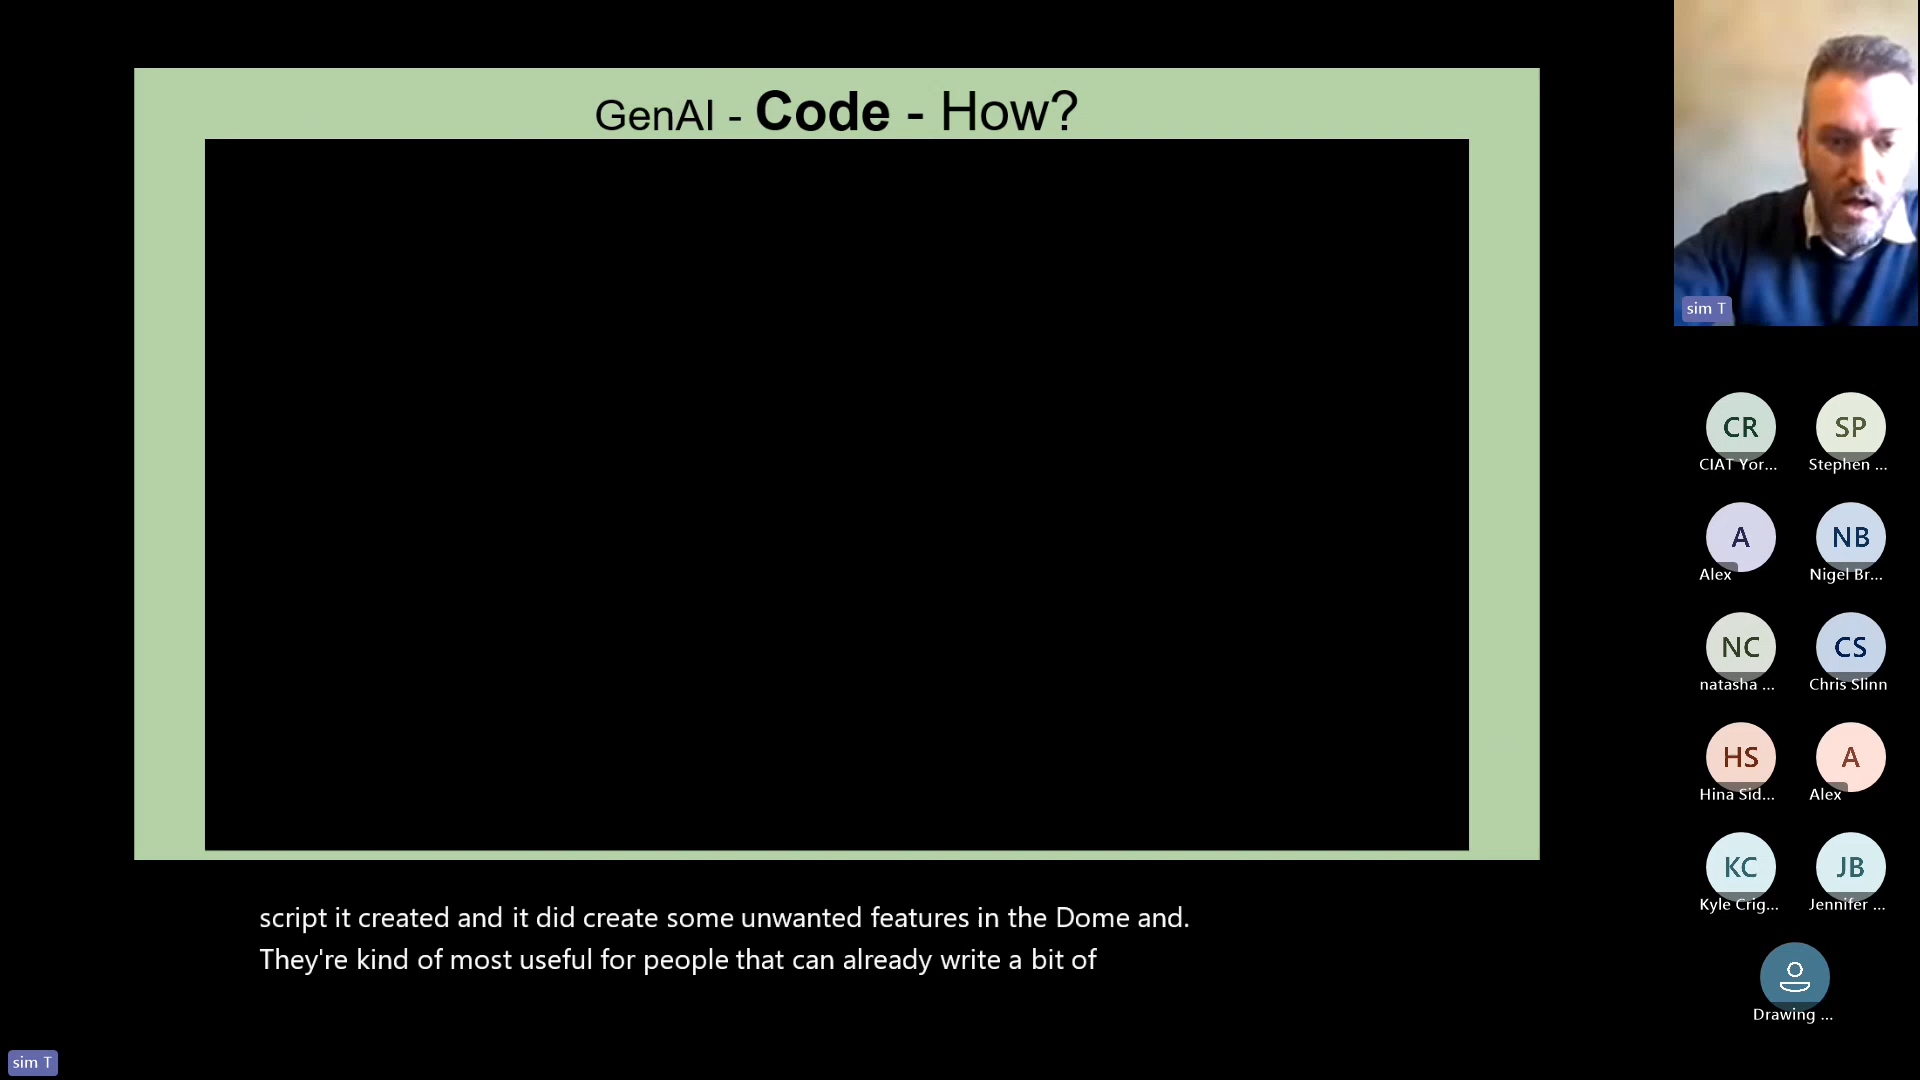 GenAI - Code - How?
script it created and it did create some unwanted features in the Dome and.
They're kind of most useful for people that can already write a bit of
sim T
sim T
CR
SP
CIAT Yor...
Stephen ...
A
NB
Alex
Nigel Br...
NC
CS
natasha ...
Chris Slinn
HS
A
Hina Sid...
Alex
KC
JB
Kyle Crig...
Jennifer ...
Drawing ...